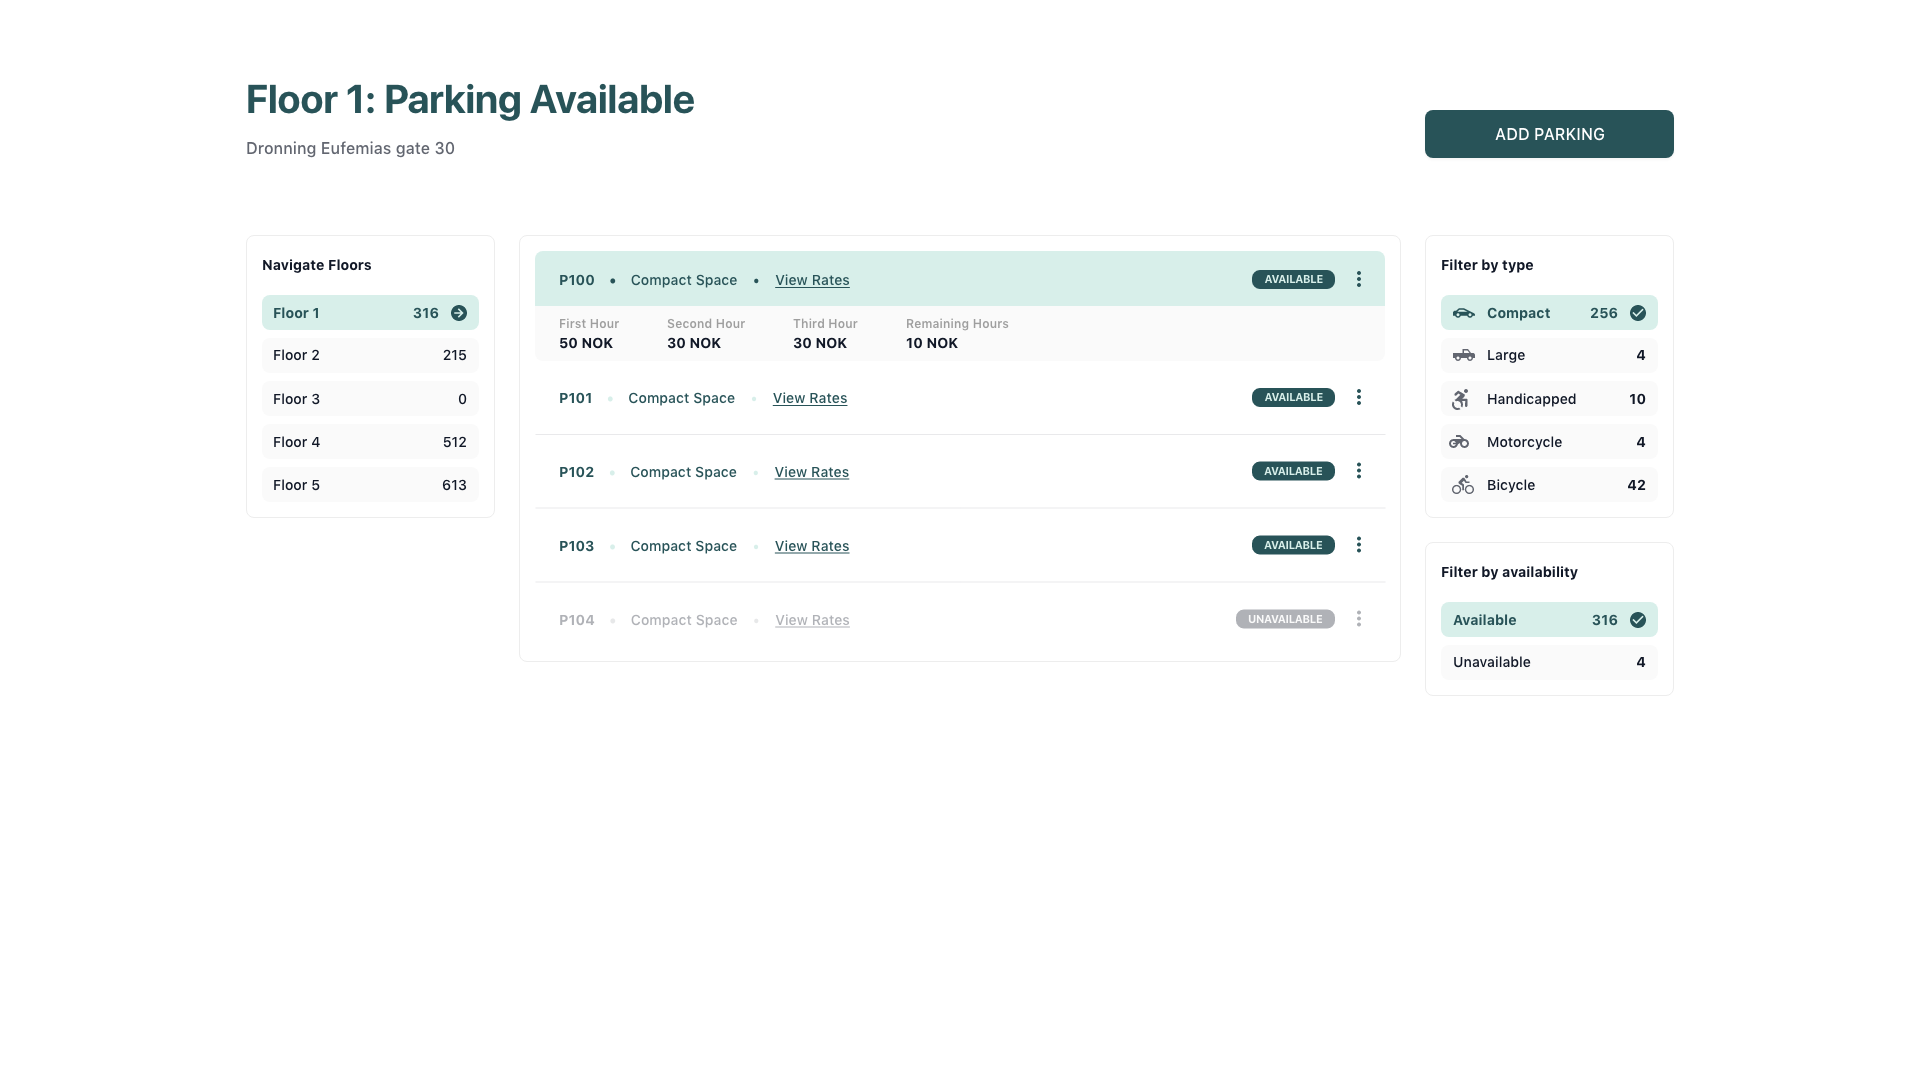 Floor 1: Parking Available
Dronning Eufemias gate 30
ADD PARKING
Navigate Floors
Floor 1 316
Floor 2 215
Floor 3 0
Floor 4 512
Floor 5 613
P100 • Compact Space • View Rates AVAILABLE
First Hour Second Hour Third Hour Remaining Hours
50 NOK 30 NOK 30 NOK 10 NOK
P101 • Compact Space • View Rates AVAILABLE
P102 • Compact Space • View Rates AVAILABLE
P103 • Compact Space • View Rates AVAILABLE
P104 • Compact Space • View Rates UNAVAILABLE
Filter by type
Compact 256
Large 4
Handicapped 10
Motorcycle 4
Bicycle 42
Filter by availability
Available 316
Unavailable 4